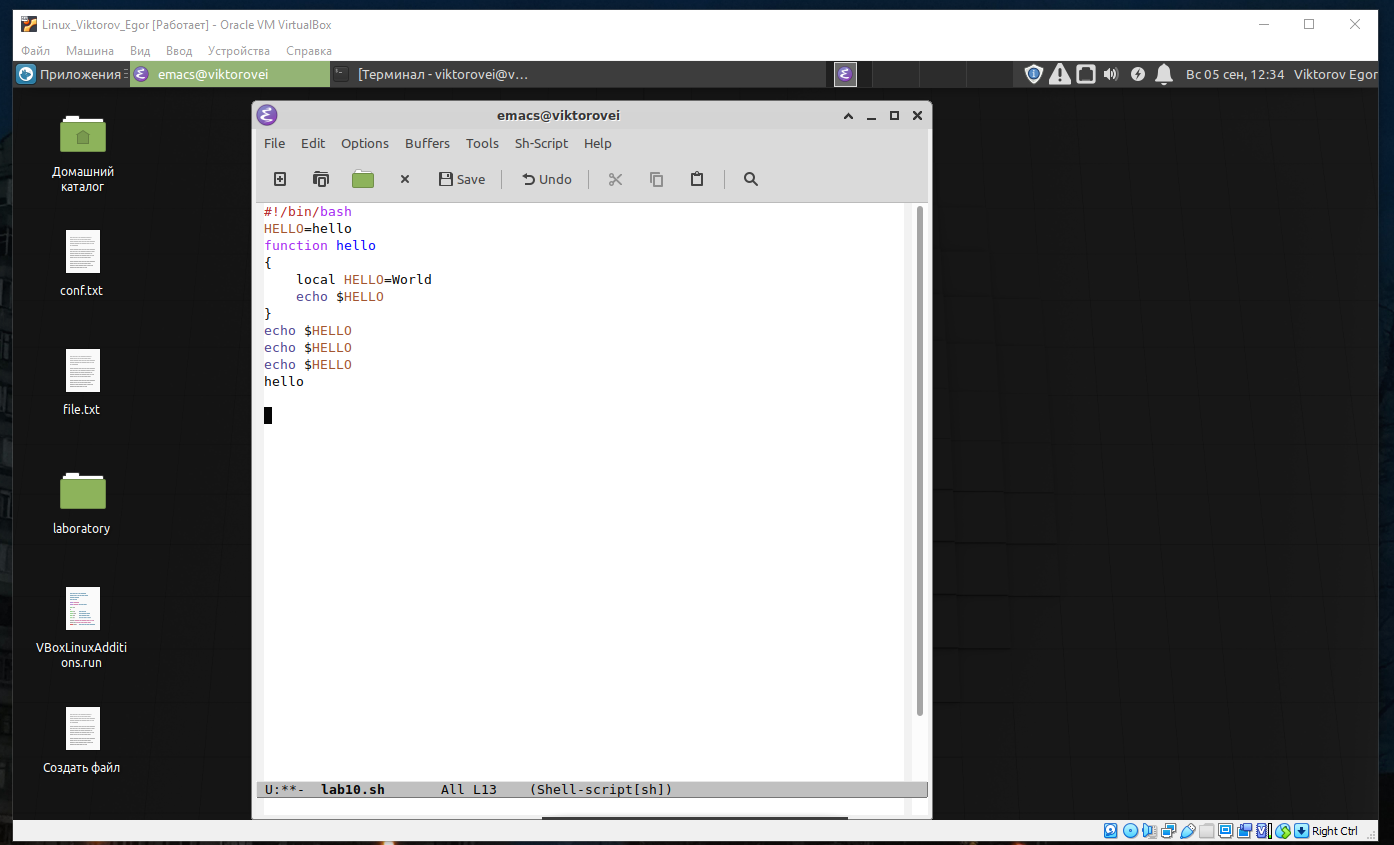 Linux_Viktorov_Egor [Работает] - Oracle VM VirtualBox
Файл Машина Вид Ввод Устройства Справка
Приложения emacs@viktorovei [Терминал - viktorovei@v... Вс 05 сен, 12:34 Viktorov Egor
Домашний
каталог
conf.txt
file.txt
laboratory
VBoxLinuxAdditi
ons.run
Создать файл
emacs@viktorovei
File Edit Options Buffers Tools Sh-Script Help
Save Undo
#!/bin/bash
HELLO=hello
function hello
{
    local HELLO=World
    echo $HELLO
}
echo $HELLO
echo $HELLO
echo $HELLO
hello
U:**- lab10.sh All L13 (Shell-script[sh])
Right Ctrl